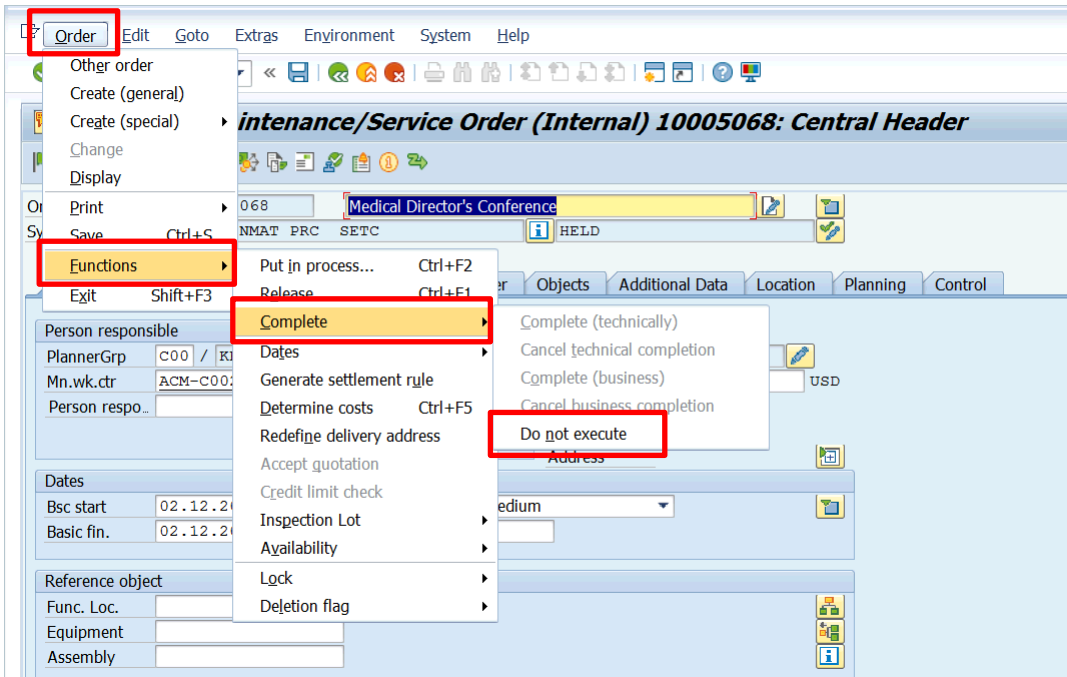 Order Edit Goto Extras Environment System Help
Other order
Create (general)
Create (special)
Change
Display
Print
Save Ctrl+S
Functions
Exit Shift+F3
intenance/Service Order (Internal) 10005068: Central Header
068 Medical Director's Conference
NMAT PRC SETC HELD
Objects Additional Data Location Planning Control
Put in process... Ctrl+F2
Release Ctrl+F1
Complete
Dates
Generate settlement rule
Determine costs Ctrl+F5
Redefine delivery address
Accept quotation
Credit limit check
Inspection Lot
Availability
Lock
Deletion flag
Complete (technically)
Cancel technical completion
Complete (business)
Cancel business completion
Do not execute
Person responsible
PlannerGrp C00 /
Mn.wk.ctr ACM-C002 USD
Person respo…
Address
Dates
Bsc start 02.12.20 edium
Basic fin. 02.12.20
Reference object
Func. Loc.
Equipment
Assembly